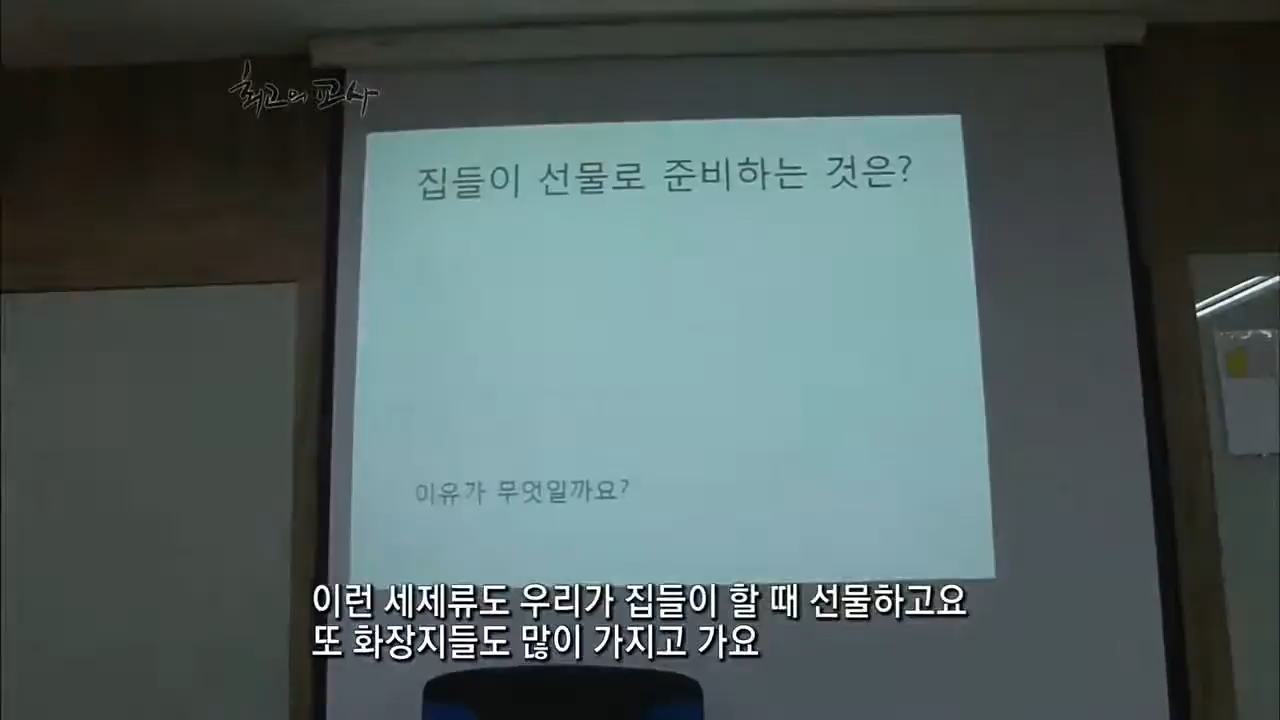 최고의 교사
집들이 선물로 준비하는 것은?
이유가 무엇일까요?
이런 세제류도 우리가 집들이 할 때 선물하고요
또 화장지들도 많이 가지고 가요